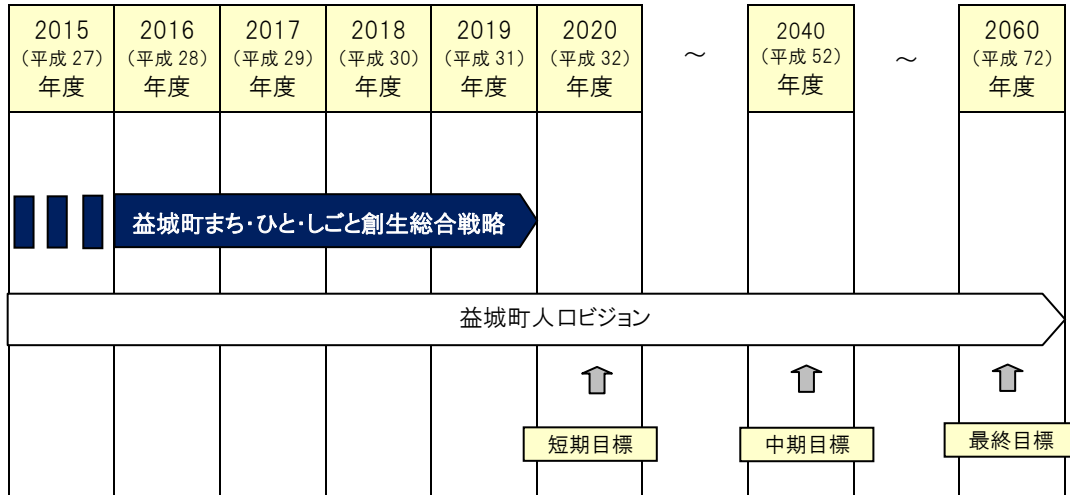 2015
(平成 27)
年度
2016
(平成 28)
年度
2017
(平成 29)
年度
2018
(平成 30)
年度
2019
(平成 31)
年度
2020
(平成 32)
年度
～
2040
(平成 52)
年度
～
2060
(平成 72)
年度
益城町まち・ひと・しごと創生総合戦略
益城町人口ビジョン
短期目標
中期目標
最終目標